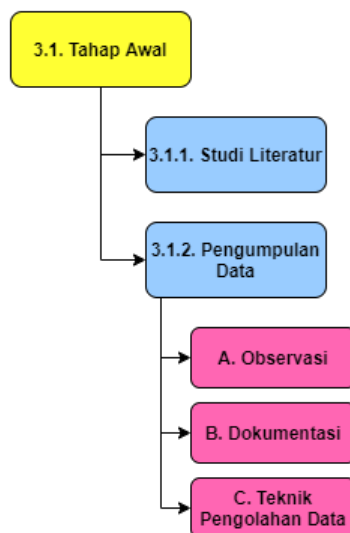 3.1. Tahap Awal
3.1.1. Studi Literatur
3.1.2. Pengumpulan
Data
A. Observasi
B. Dokumentasi
C. Teknik
Pengolahan Data